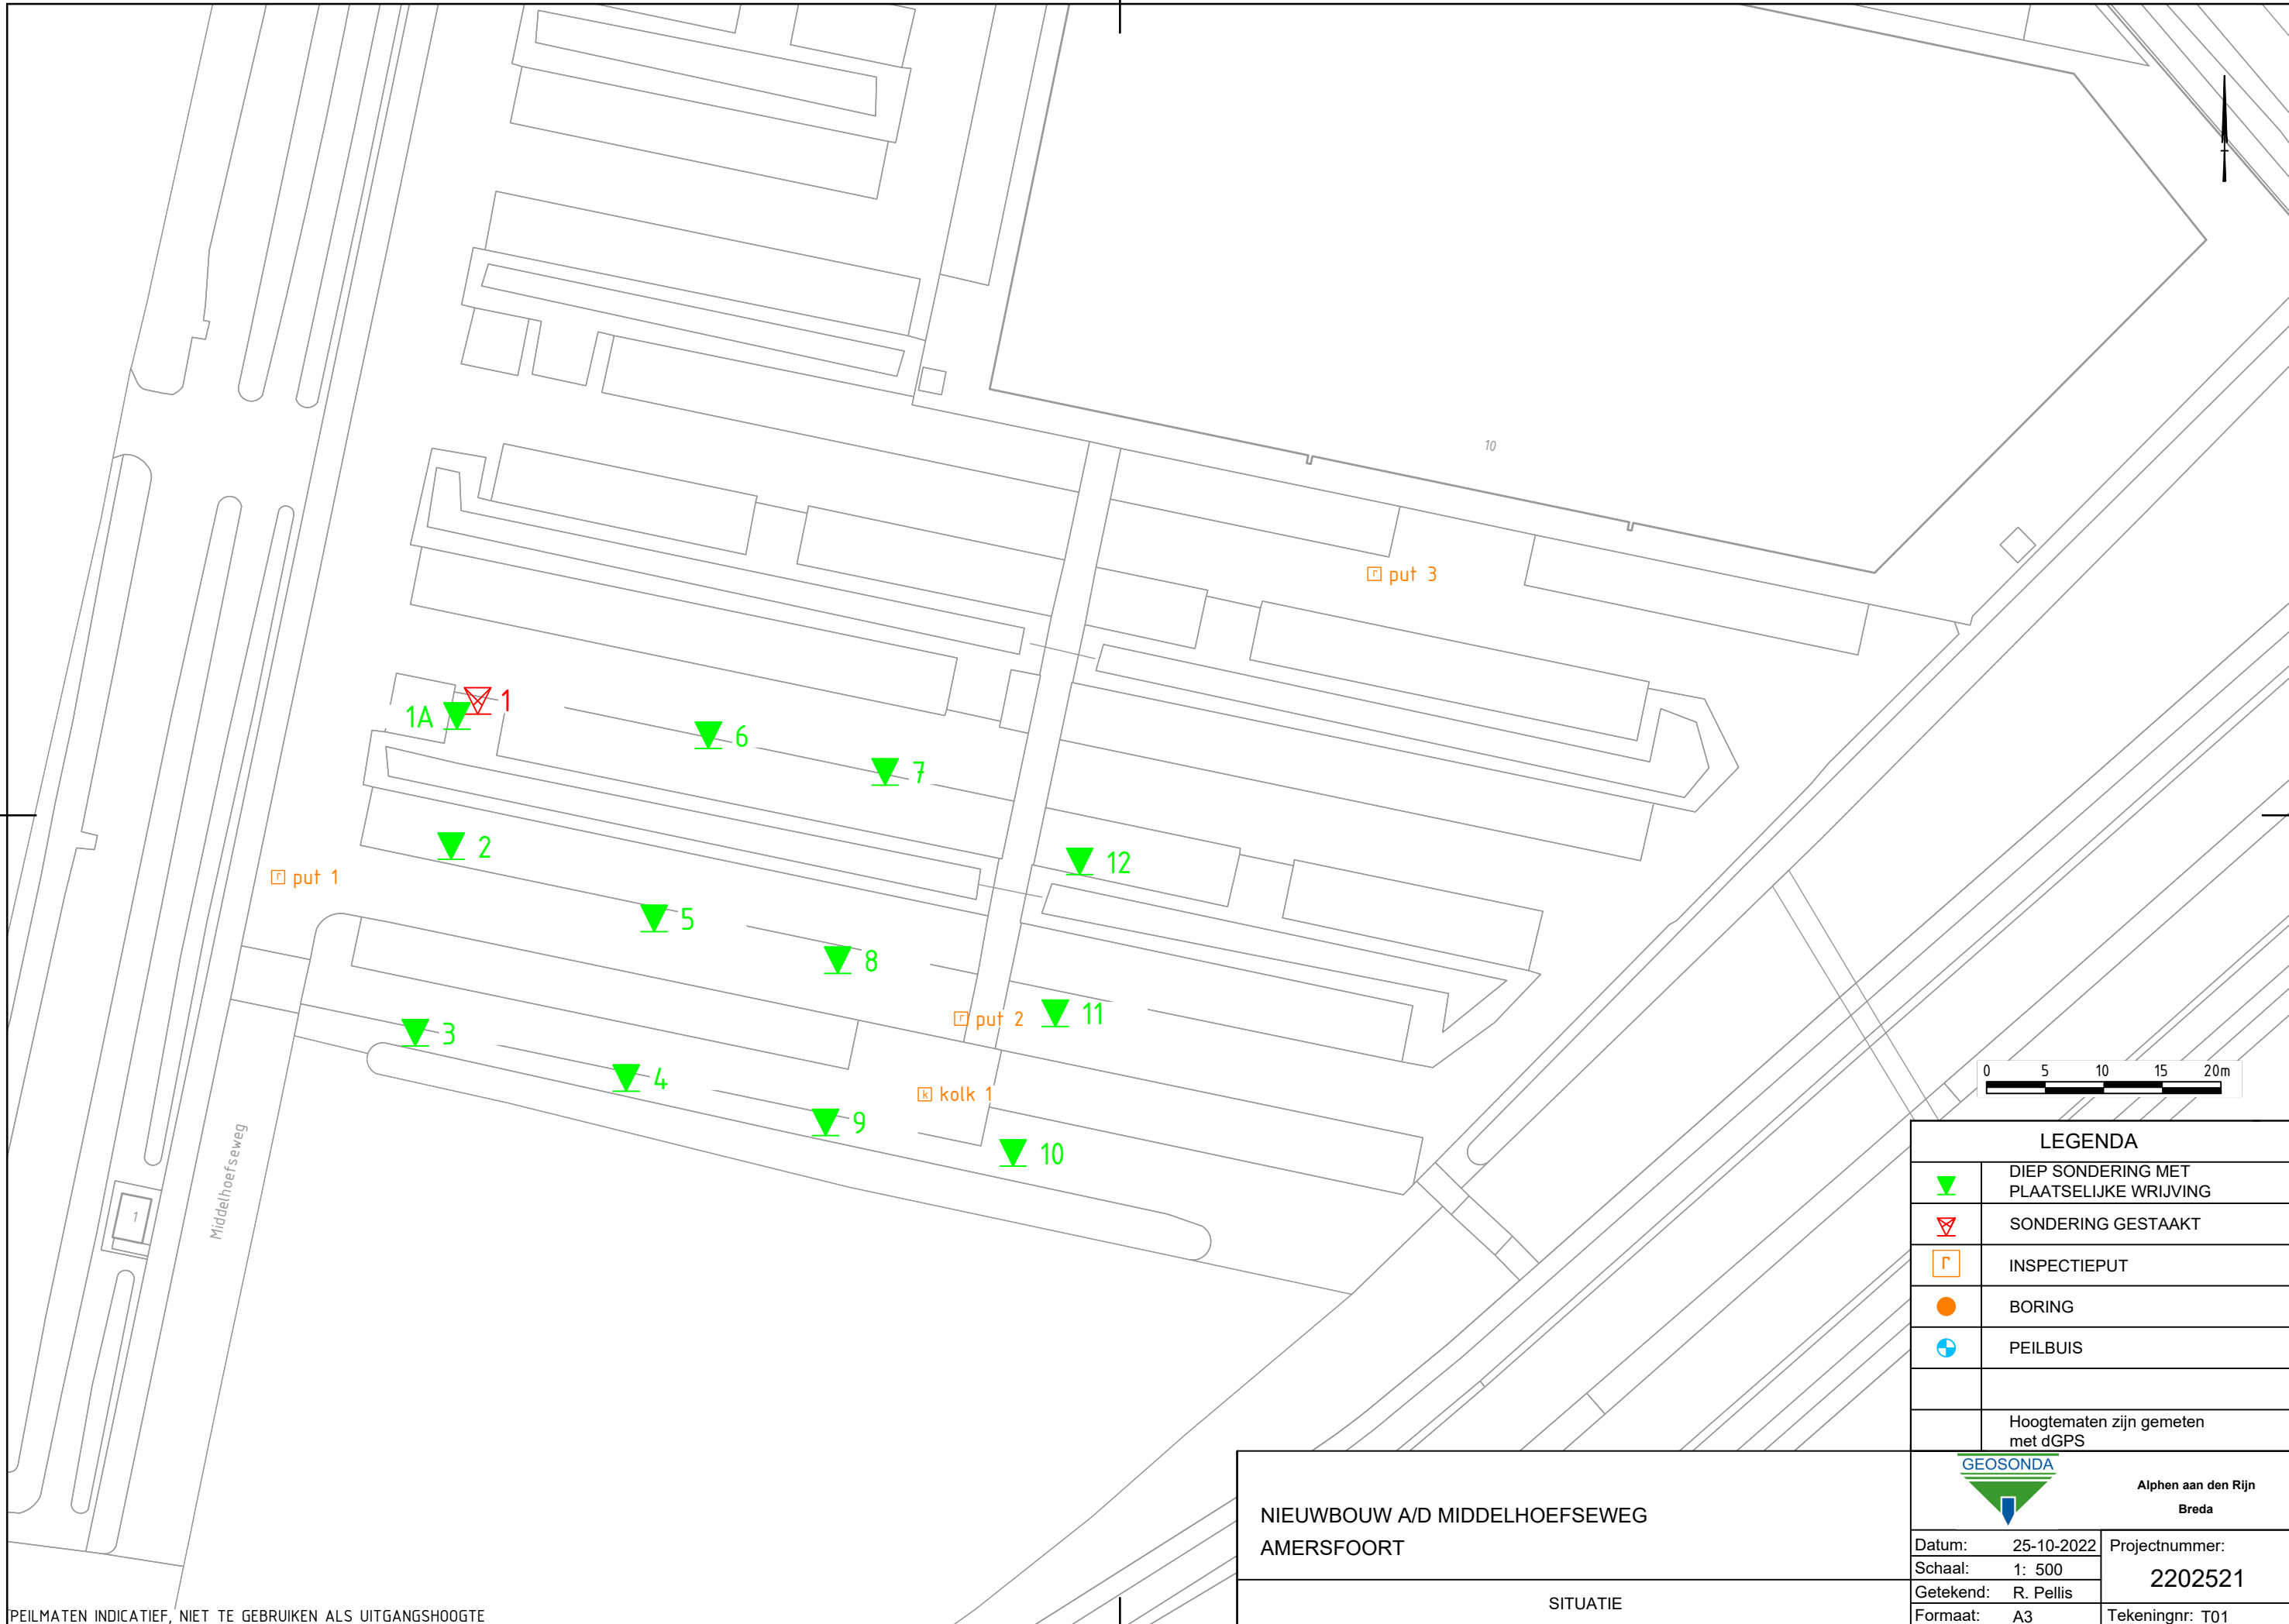 10
put 3
1
1A
6
7
2
12
put 1
5
8
put 2
11
3
4
kolk 1
9
10
Middelhoefseweg
1
0 5 10 15 20m
LEGENDA
DIEP SONDERING MET
PLAATSELIJKE WRIJVING
SONDERING GESTAAKT
INSPECTIEPUT
BORING
PEILBUIS
Hoogtematen zijn gemeten
met dGPS
GEOSONDA
Alphen aan den Rijn
Breda
NIEUWBOUW A/D MIDDELHOEFSEWEG
AMERSFOORT
SITUATIE
Datum: 25-10-2022
Schaal: 1: 500
Getekend: R. Pellis
Formaat: A3
Projectnummer:
2202521
Tekeningnr: T01
PEILMATEN INDICATIEF, NIET TE GEBRUIKEN ALS UITGANGSHOOGTE